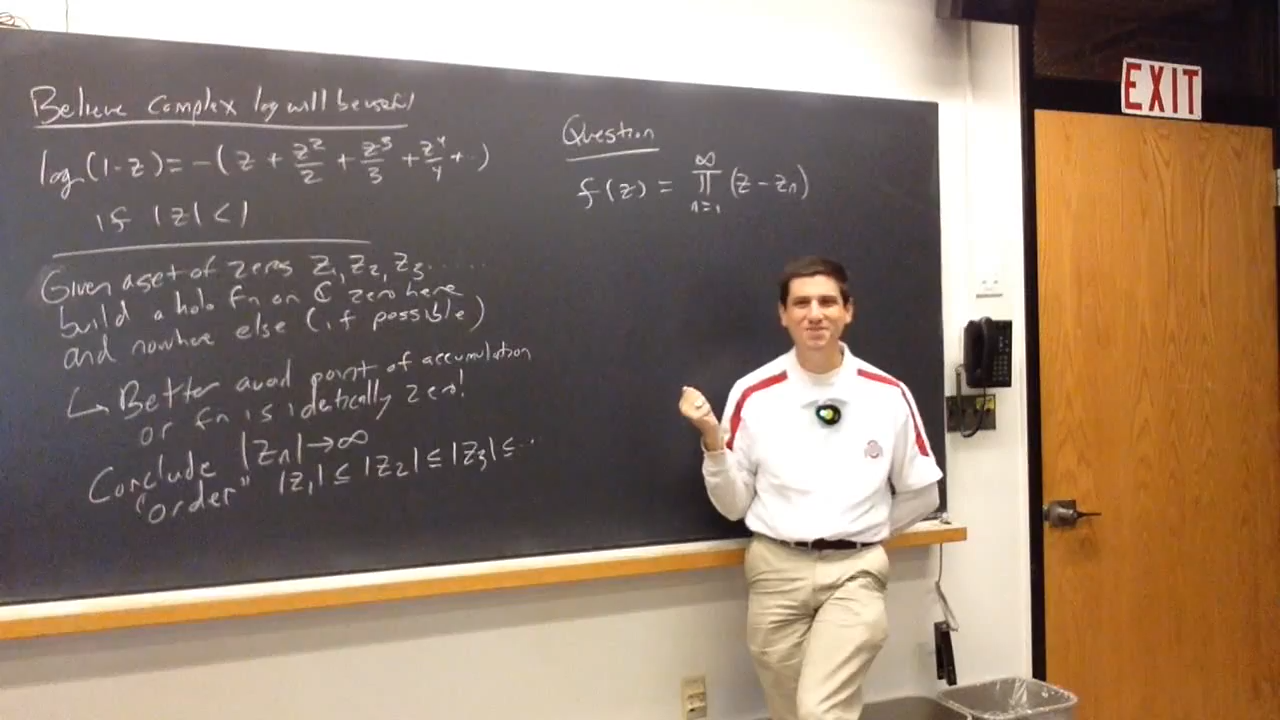 Believe complex log will be useful
log(1-z) = -(z + z²/2 + z³/3 + z⁴/4 + ...)
if |z| < 1
Given a set of zeros z₁, z₂, z₃ ......
build a holo fn on ℂ zero here
and nowhere else (if possible)
↳ Better avoid point of accumulation
or fn is identically zero!
Conclude |zₙ| → ∞
"order" |z₁| ≤ |z₂| ≤ |z₃| ≤ ...
Question
f(z) = ∏_{n=1}^{∞} (z - zₙ)
EXIT